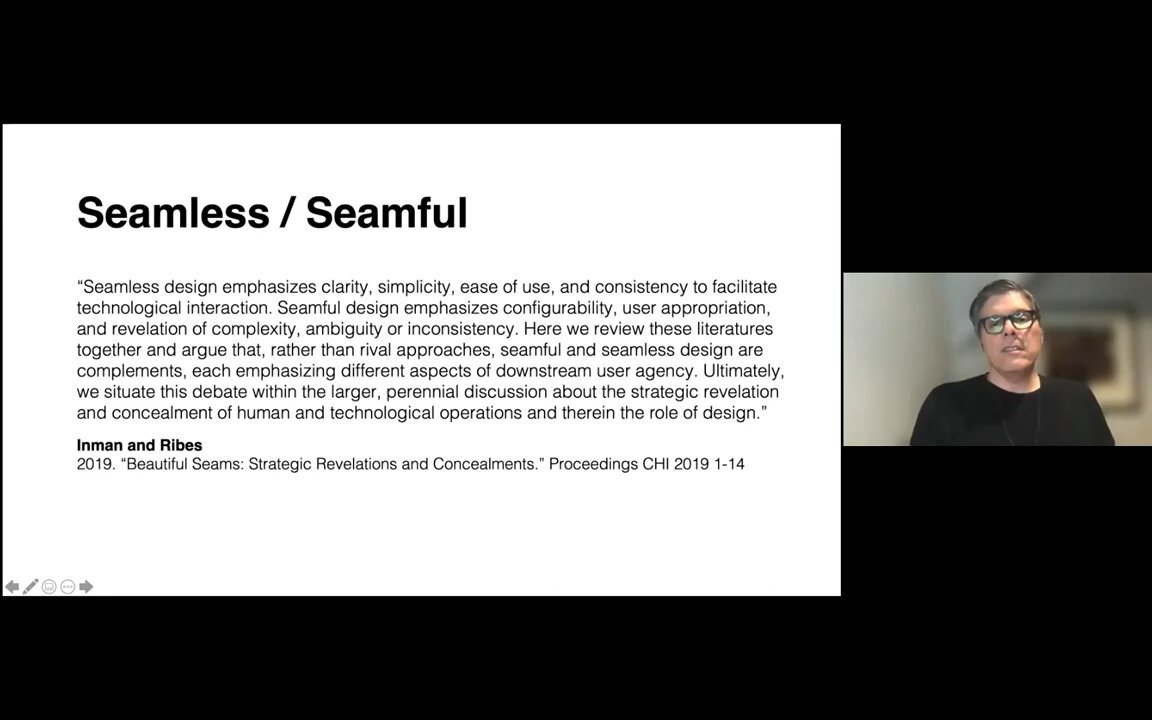 Seamless / Seamful
“Seamless design emphasizes clarity, simplicity, ease of use, and consistency to facilitate
technological interaction. Seamful design emphasizes configurability, user appropriation,
and revelation of complexity, ambiguity or inconsistency. Here we review these literatures
together and argue that, rather than rival approaches, seamful and seamless design are
complements, each emphasizing different aspects of downstream user agency. Ultimately,
we situate this debate within the larger, perennial discussion about the strategic revelation
and concealment of human and technological operations and therein the role of design.”
Inman and Ribes
2019. “Beautiful Seams: Strategic Revelations and Concealments.” Proceedings CHI 2019 1-14